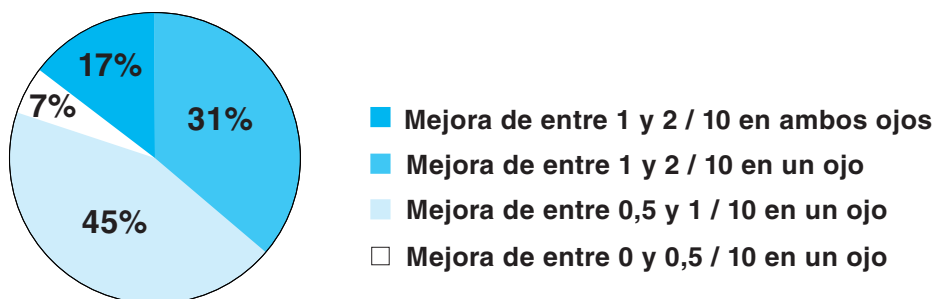 17%
31%
7%
45%
Mejora de entre 1 y 2 / 10 en ambos ojos
Mejora de entre 1 y 2 / 10 en un ojo
Mejora de entre 0,5 y 1 / 10 en un ojo
Mejora de entre 0 y 0,5 / 10 en un ojo